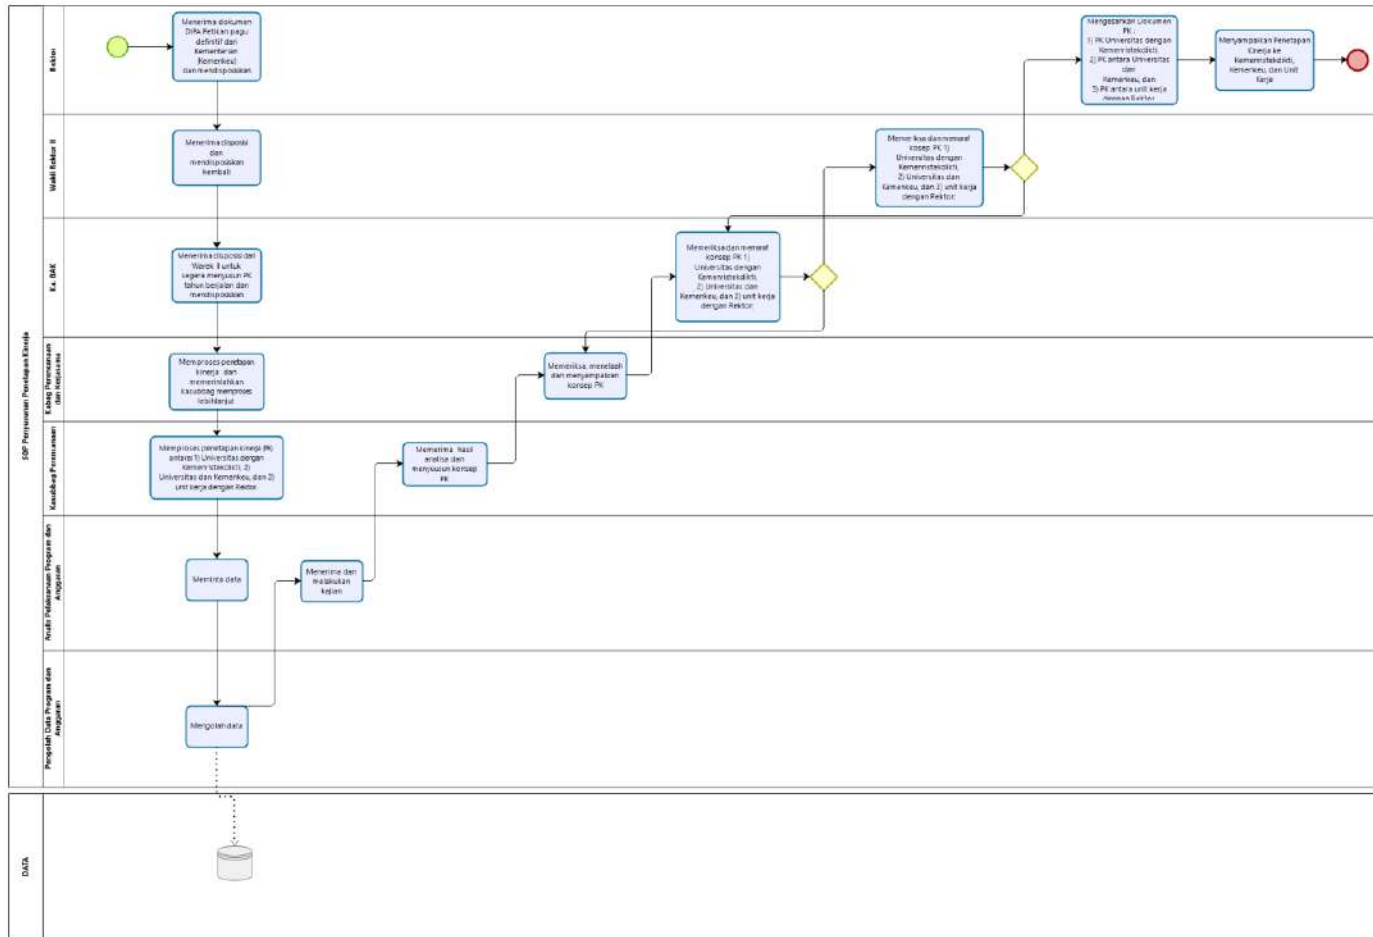 SOP Penyusunan Penetapan Kinerja
Rektor
Menerima dokumen
DIPA Petikan pagu
definitif dari
Kementerian
(Kemenkeu)
dan mendisposisikan
Mengesahkan Dokumen
PK :
1) PK Universitas dengan
Kemenristekdikti,
2) PK antara Universitas
dan
Kemenkeu, dan
3) PK antara unit kerja
dengan Rektor
Menyampaikan Penetapan
Kinerja ke
Kemenristekdikti,
Kemenkeu, dan Unit
Kerja
Wakil Rektor II
Menerima disposisi
dan
mendisposisikan
kembali
Memeriksa dan memaraf
konsep PK 1)
Universitas dengan
Kemenristekdikti,
2) Universitas dan
Kemenkeu, dan 3) unit kerja
dengan Rektor;
Ka. BAK
Menerima disposisi dari
Warek II untuk
segera menyusun PK
tahun berjalan dan
mendisposisikan
Memeriksa dan memaraf
konsep PK 1)
Universitas dengan
Kemenristekdikti,
2) Universitas dan
Kemenkeu, dan 3) unit kerja
dengan Rektor;
Kabag Perencanaan
dan Kerjasama
Memproses penetapan
kinerja dan
memerintahkan
kasubbag memproses
lebih lanjut
Memeriksa, menelaah
dan menyampaikan
konsep PK
Kasubbag Perencanaan
Memproses penetapan kinerja (PK)
antara: 1) Universitas dengan
Kemenristekdikti, 2)
Universitas dan Kemenkeu, dan 3)
unit kerja dengan Rektor.
Menerima hasil
analisa dan
menyusun konsep
PK
Analis Pelaksanaan Program dan
Anggaran
Meminta data
Menerima dan
melakukan
kajian
Pengolah Data Program dan
Anggaran
Mengolah data
DATA